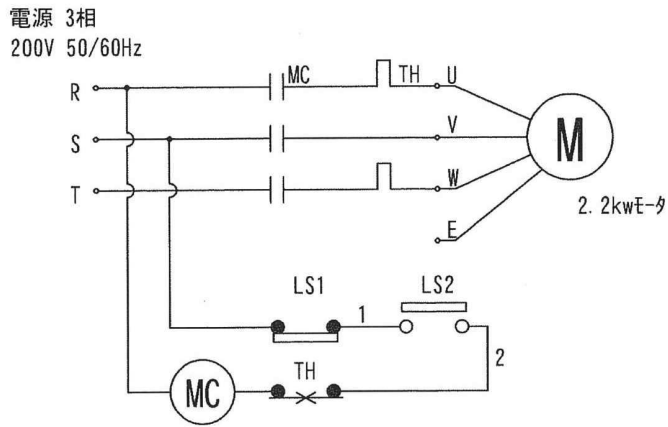 電源 3相
200V 50/60Hz
R MC TH U
S V M
T W
2.2kwモータ
E
LS1 LS2
1
2
TH
MC